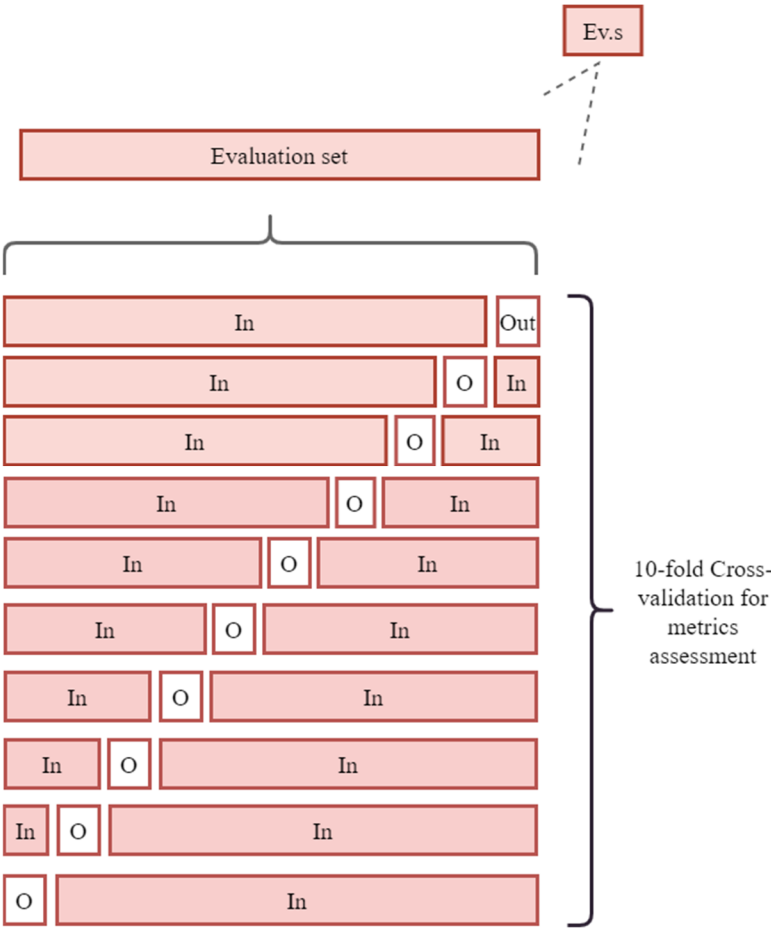 Ev.s
Evaluation set
In Out
In O In
In O In
In O In
In O In
In O In
In O In
In O In
In O In
O In
10-fold Cross-
validation for
metrics
assessment